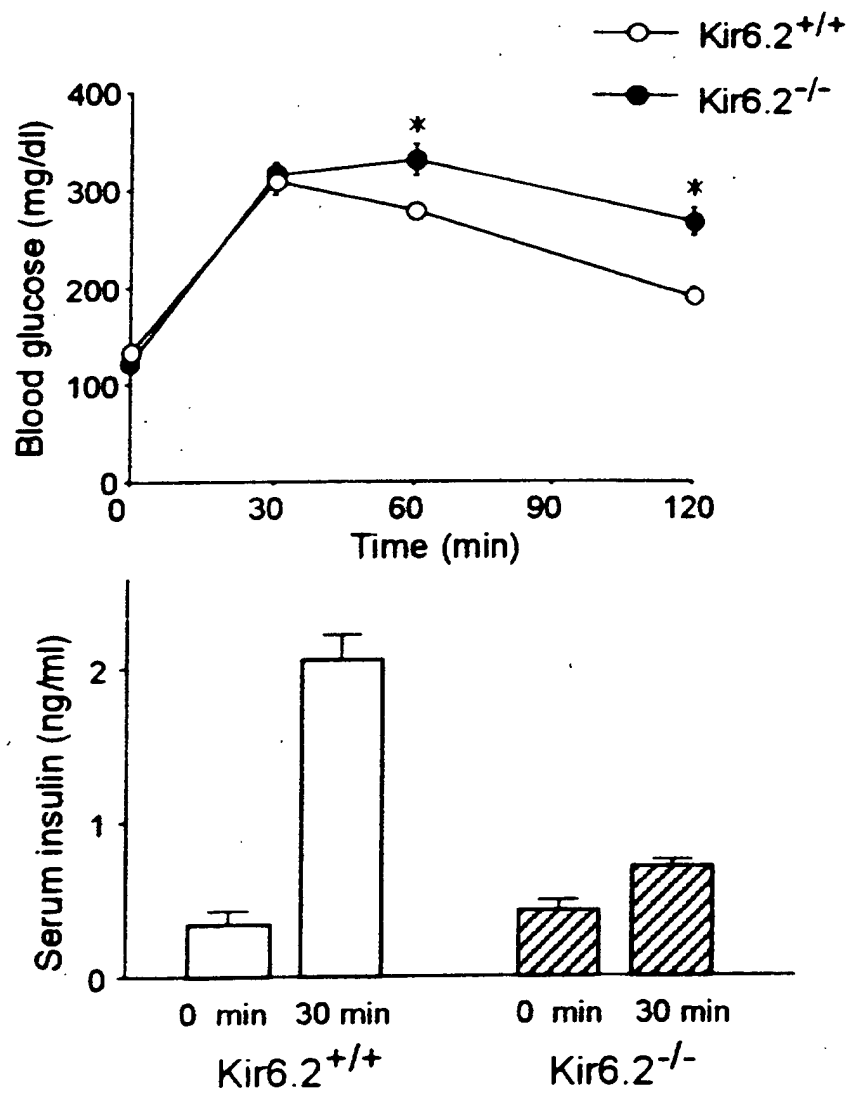 Kir6.2+/+
Kir6.2-/-
400
300
200
100
0
* *
Blood glucose (mg/dl)
0 30 60 90 120
Time (min)
2
1
0
Serum insulin (ng/ml)
0 min 30 min 0 min 30 min
Kir6.2+/+ Kir6.2-/-